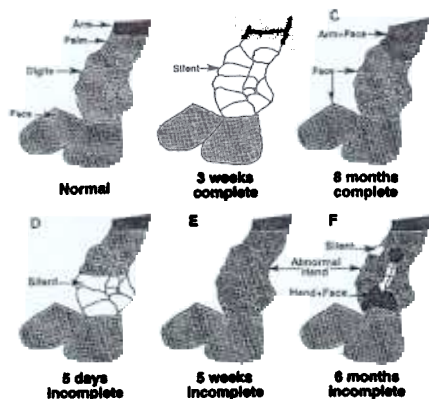 Arm
Palm
Digits
Face
Normal
Silent
3 weeks
complete
C
Arm+Face
Face
8 months
complete
D
Silent
5 days
incomplete
E
Abnormal
Hand
5 weeks
incomplete
F
Silent
Hand+Face
6 months
incomplete